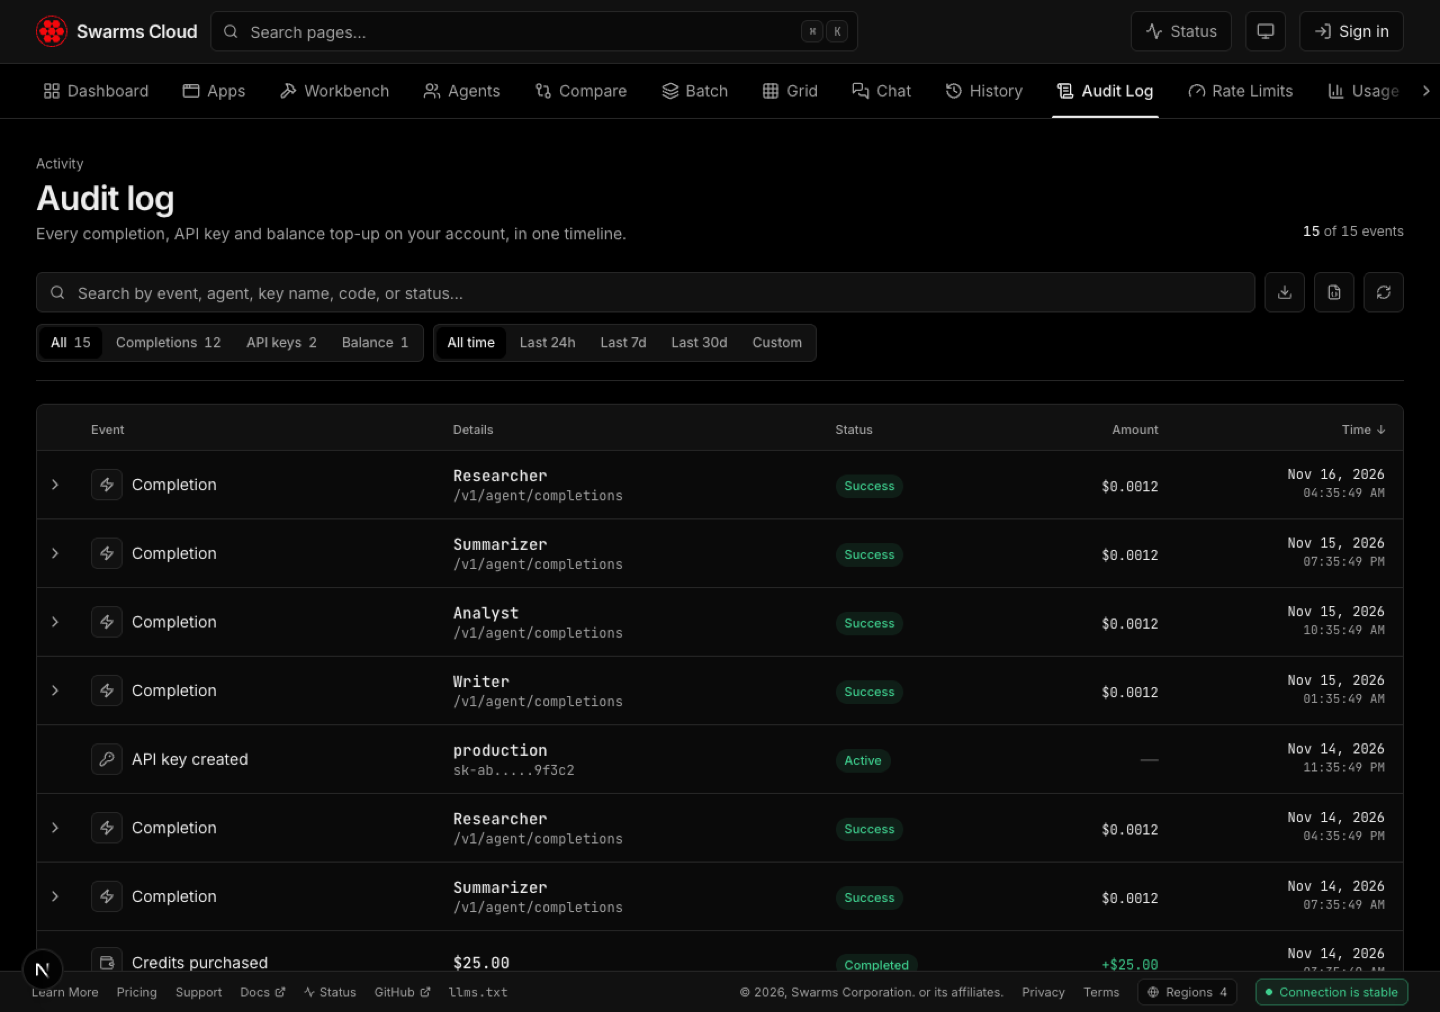 Swarms Cloud
Search pages...
⌘ K
Status
Sign in
Dashboard Apps Workbench Agents Compare Batch Grid Chat History Audit Log Rate Limits Usage
Activity
Audit log
Every completion, API key and balance top-up on your account, in one timeline.
15 of 15 events
Search by event, agent, key name, code, or status...
All 15 Completions 12 API keys 2 Balance 1
All time Last 24h Last 7d Last 30d Custom
Event Details Status Amount Time ↓
Completion Researcher Success $0.0012 Nov 16, 2026
/v1/agent/completions 04:35:49 AM
Completion Summarizer Success $0.0012 Nov 15, 2026
/v1/agent/completions 07:35:49 PM
Completion Analyst Success $0.0012 Nov 15, 2026
/v1/agent/completions 10:35:49 AM
Completion Writer Success $0.0012 Nov 15, 2026
/v1/agent/completions 01:35:49 AM
API key created production Active — Nov 14, 2026
sk-ab.....9f3c2 11:35:49 PM
Completion Researcher Success $0.0012 Nov 14, 2026
/v1/agent/completions 04:35:49 PM
Completion Summarizer Success $0.0012 Nov 14, 2026
/v1/agent/completions 07:35:49 AM
Credits purchased $25.00 Completed +$25.00 Nov 14, 2026
N
Learn More Pricing Support Docs Status GitHub llms.txt
© 2026, Swarms Corporation. or its affiliates. Privacy Terms Regions 4 Connection is stable